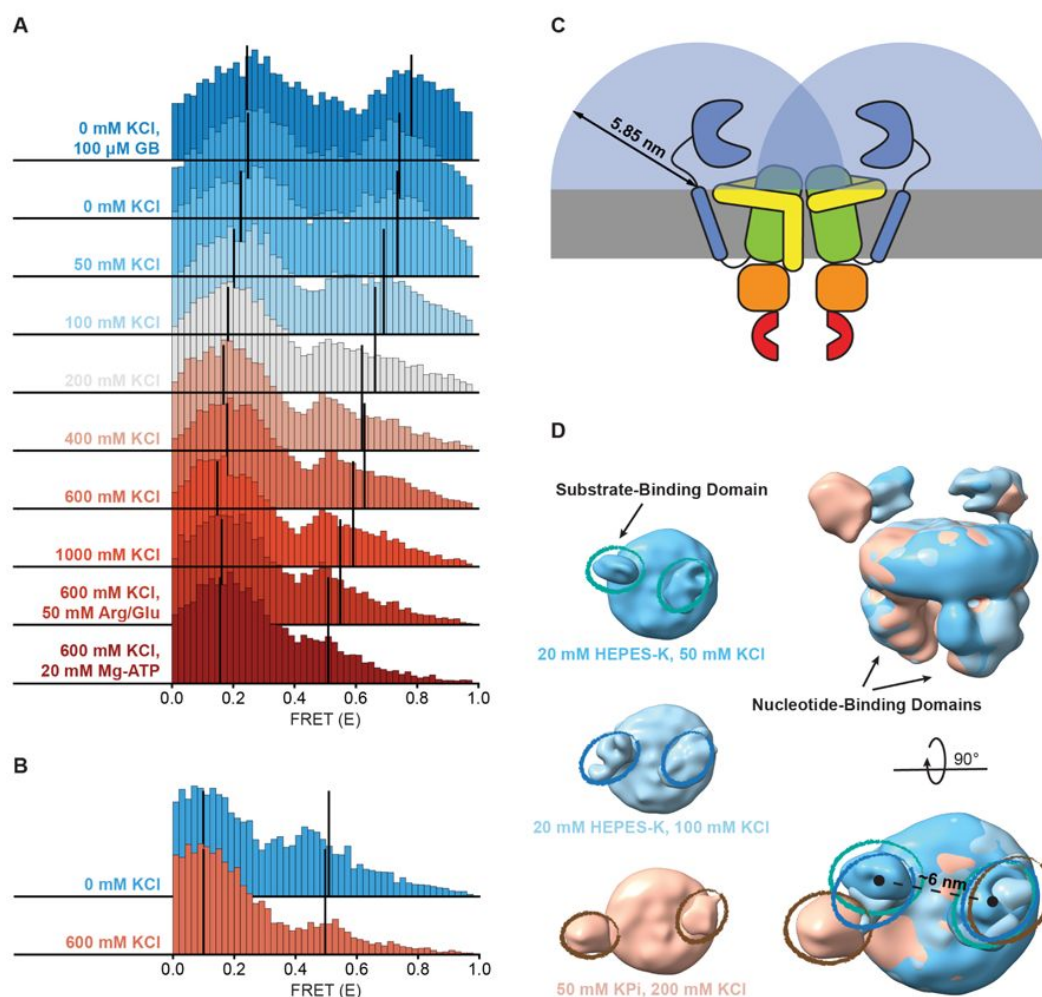 A
0 mM KCl,
100 µM GB
0 mM KCl
50 mM KCl
100 mM KCl
200 mM KCl
400 mM KCl
600 mM KCl
1000 mM KCl
600 mM KCl,
50 mM Arg/Glu
600 mM KCl,
20 mM Mg-ATP
0.0 0.2 0.4 0.6 0.8 1.0
FRET (E)
B
0 mM KCl
600 mM KCl
0.0 0.2 0.4 0.6 0.8 1.0
FRET (E)
C
5.85 nm
D
Substrate-Binding Domain
20 mM HEPES-K, 50 mM KCl
Nucleotide-Binding Domains
90°
20 mM HEPES-K, 100 mM KCl
~6 nm
50 mM KPi, 200 mM KCl